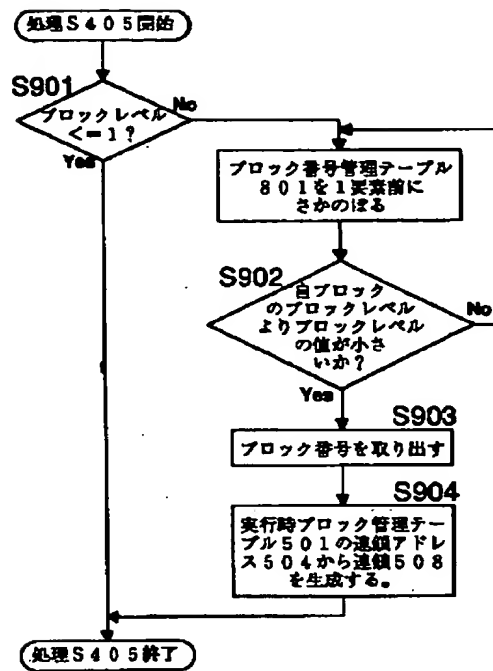 処理S405開始
S901
ブロックレベル
<=1?
No
Yes
ブロック番号管理テーブル
801を1要素前に
さかのぼる
S902
自ブロック
のブロックレベル
よりブロックレベル
の値が小さ
いか?
No
Yes
S903
ブロック番号を取り出す
S904
実行時ブロック管理テー
ブル501の連鎖アドレ
ス504から連鎖508
を生成する。
処理S405終了